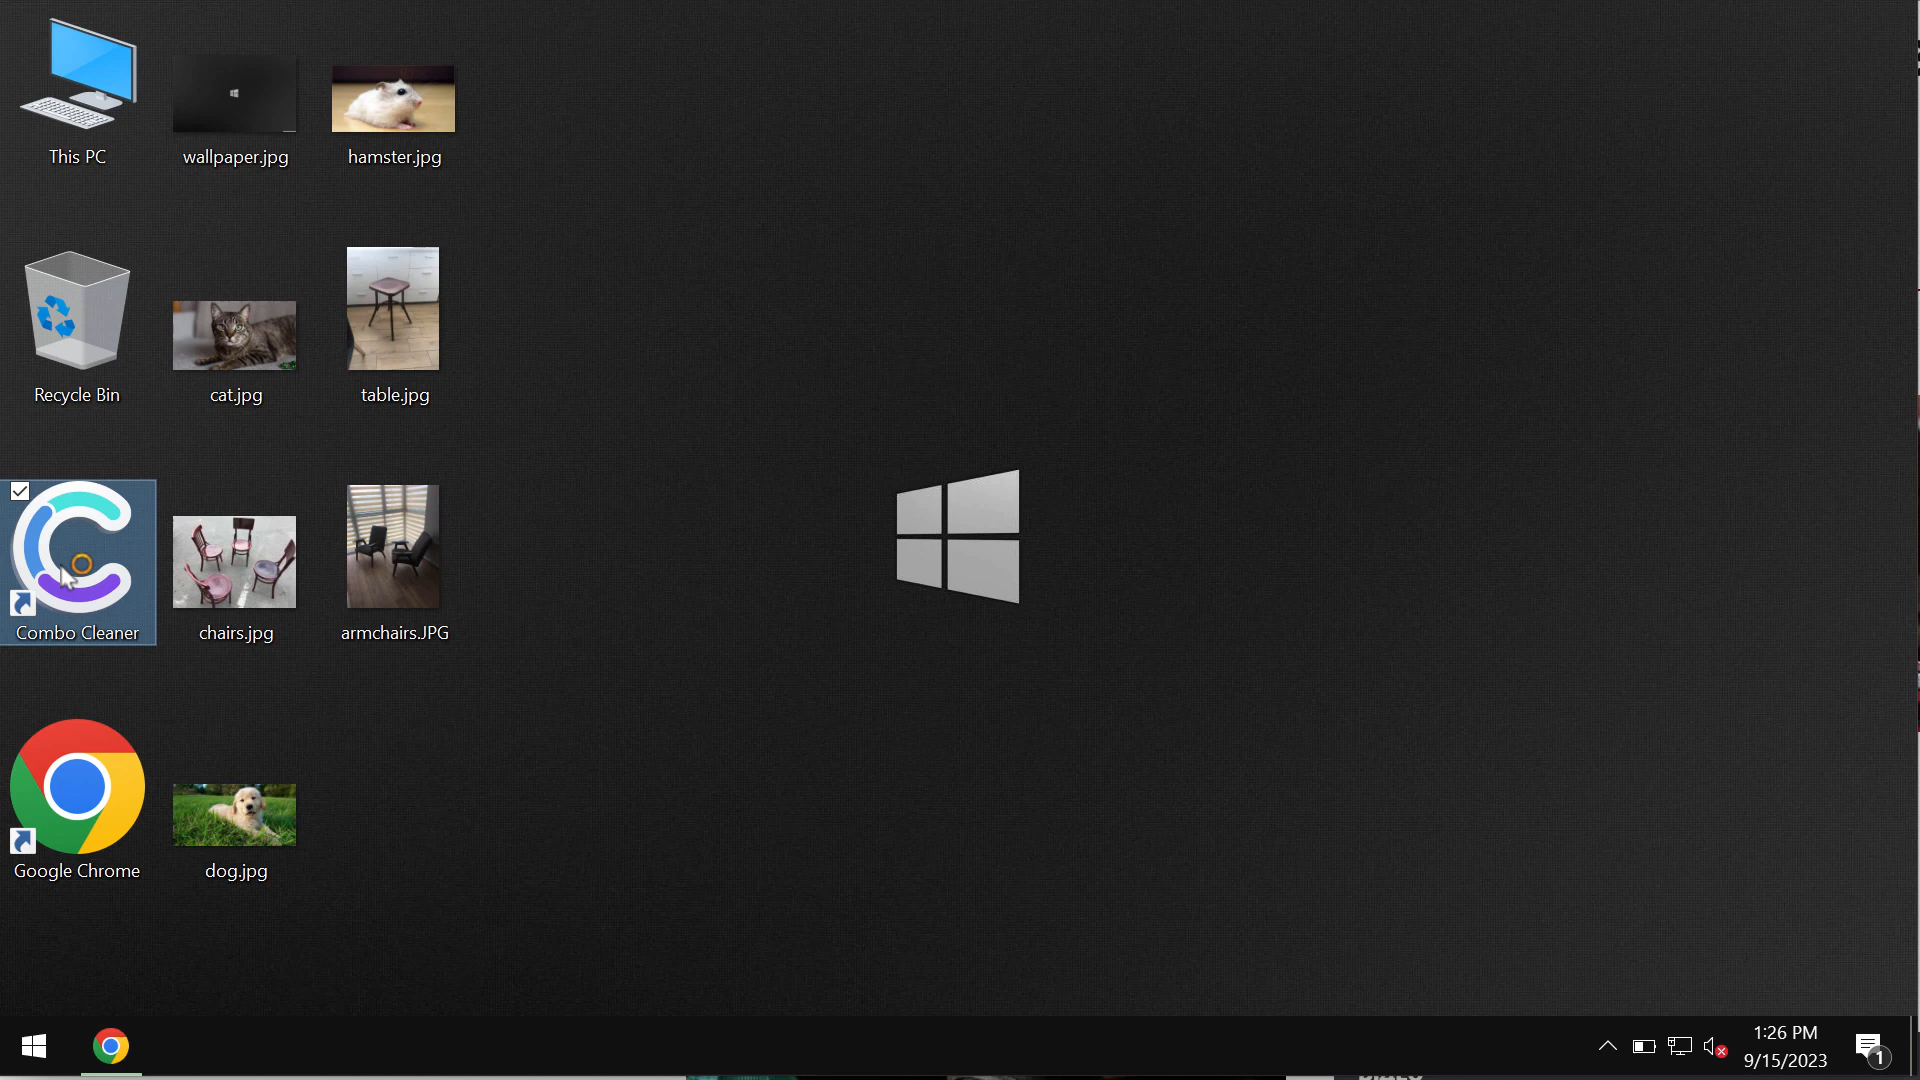 This PC
wallpaper.jpg
hamster.jpg
Recycle Bin
cat.jpg
table.jpg
Combo Cleaner
chairs.jpg
armchairs.JPG
Google Chrome
dog.jpg
1:26 PM
9/15/2023
1